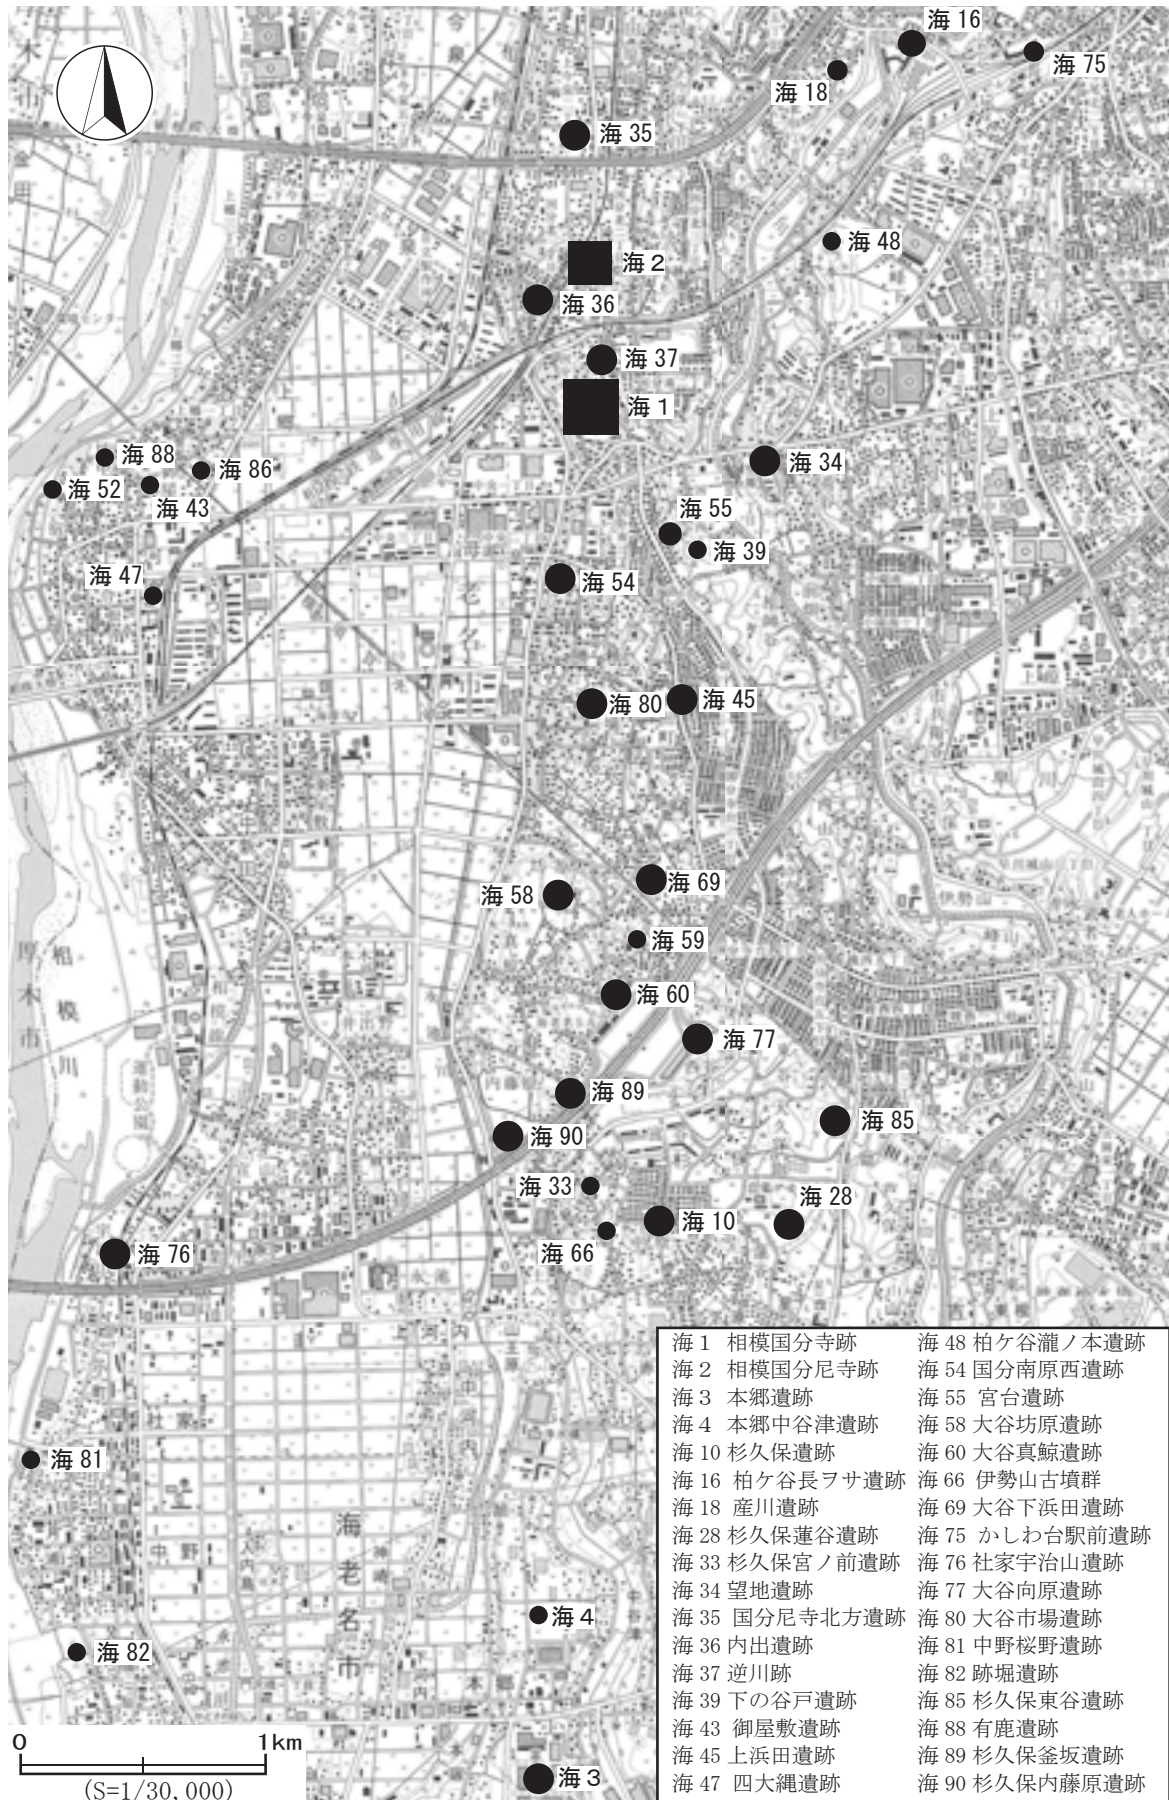 海 16
海 75
海 18
海 35
海 48
海 2
海 36
海 37
海 1
海 34
海 88
海 86
海 52
海 43
海 55
海 39
海 47
海 54
海 80
海 45
海 58
海 69
海 59
海 60
海 77
海 89
海 85
海 90
海 33
海 28
海 10
海 66
海 76
海 81
海 4
海 82
海 3
厚木市
相模川
社家
中野
海老名市
本郷
0 1km
(S=1/30,000)
海 1 相模国分寺跡
海 2 相模国分尼寺跡
海 3 本郷遺跡
海 4 本郷中谷津遺跡
海 10 杉久保遺跡
海 16 柏ケ谷長ヲサ遺跡
海 18 産川遺跡
海 28 杉久保蓮谷遺跡
海 33 杉久保宮ノ前遺跡
海 34 望地遺跡
海 35 国分尼寺北方遺跡
海 36 内出遺跡
海 37 逆川跡
海 39 下の谷戸遺跡
海 43 御屋敷遺跡
海 45 上浜田遺跡
海 47 四大縄遺跡
海 48 柏ケ谷瀧ノ本遺跡
海 54 国分南原西遺跡
海 55 宮台遺跡
海 58 大谷坊原遺跡
海 60 大谷真鯨遺跡
海 66 伊勢山古墳群
海 69 大谷下浜田遺跡
海 75 かしわ台駅前遺跡
海 76 社家宇治山遺跡
海 77 大谷向原遺跡
海 80 大谷市場遺跡
海 81 中野桜野遺跡
海 82 跡堀遺跡
海 85 杉久保東谷遺跡
海 88 有鹿遺跡
海 89 杉久保釜坂遺跡
海 90 杉久保内藤原遺跡